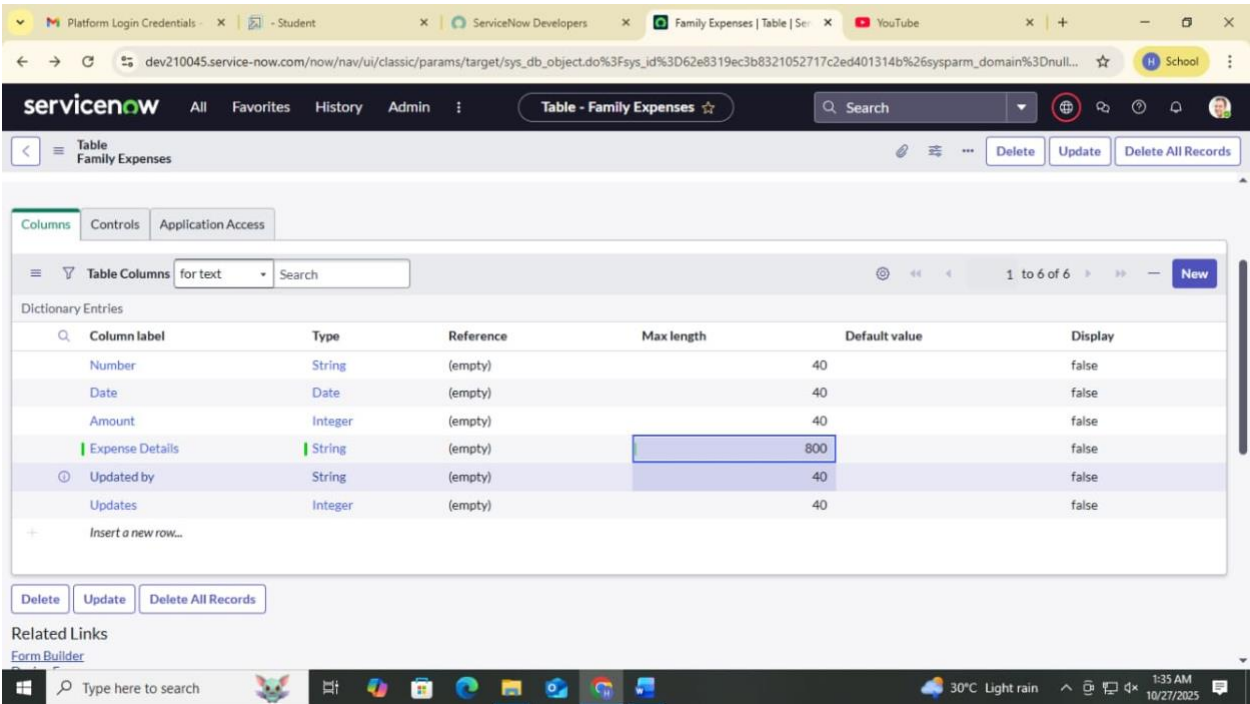 Platform Login Credentials -
- Student
ServiceNow Developers
Family Expenses | Table | Ser
YouTube
dev210045.service-now.com/now/nav/ui/classic/params/target/sys_db_object.do%3Fsys_id%3D62e8319ec3b8321052717c2ed401314b%26sysparm_domain%3Dnull...
H School
servicenow All Favorites History Admin Table - Family Expenses Search
Table
Family Expenses
Delete Update Delete All Records
Columns Controls Application Access
Table Columns for text Search 1 to 6 of 6 New
Dictionary Entries
Column label Type Reference Max length Default value Display
Number String (empty) 40 false
Date Date (empty) 40 false
Amount Integer (empty) 40 false
Expense Details String (empty) 800 false
Updated by String (empty) 40 false
Updates Integer (empty) 40 false
Insert a new row...
Delete Update Delete All Records
Related Links
Form Builder
Type here to search 30°C Light rain 1:35 AM
10/27/2025